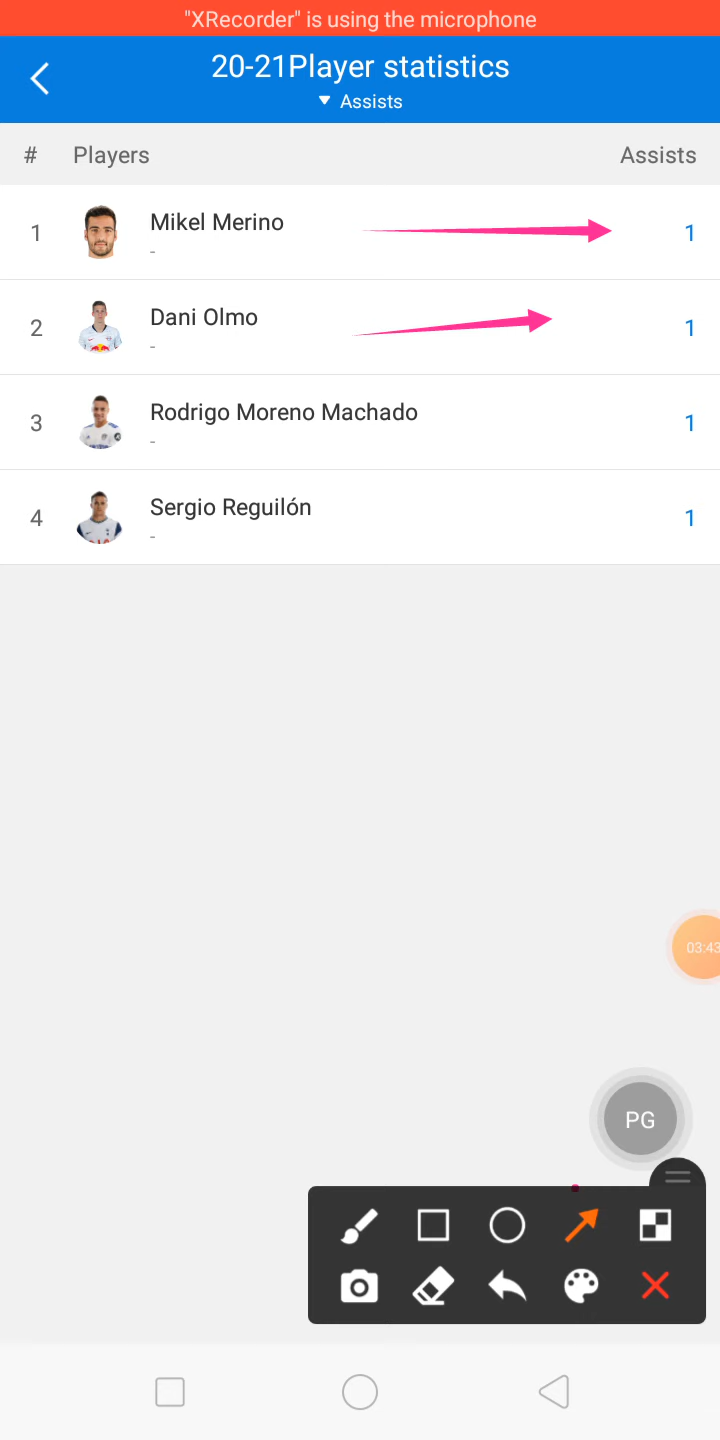 "XRecorder" is using the microphone
20-21Player statistics
Assists
# Players Assists
1 Mikel Merino 1
-
2 Dani Olmo 1
-
3 Rodrigo Moreno Machado 1
-
4 Sergio Reguilón 1
-
03:43
PG